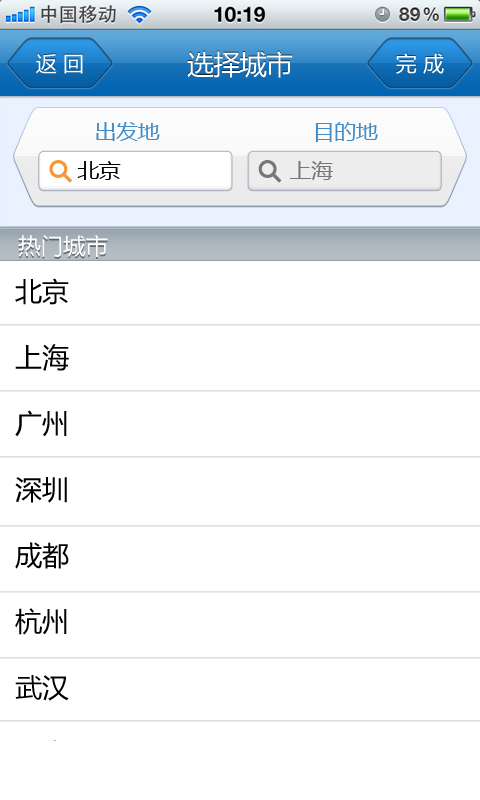 中国移动 10:19 89%
返回 选择城市 完成
出发地 目的地
北京 上海
热门城市
北京
上海
广州
深圳
成都
杭州
武汉